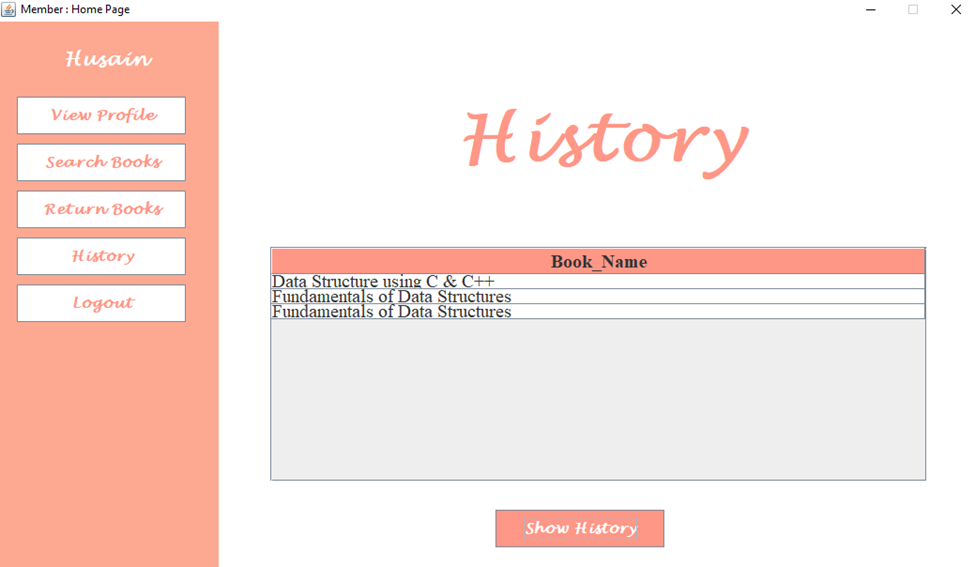 Member : Home Page
Husain
View Profile
Search Books
Return Books
History
Logout
History
Book_Name
Data Structure using C & C++
Fundamentals of Data Structures
Fundamentals of Data Structures
Show History